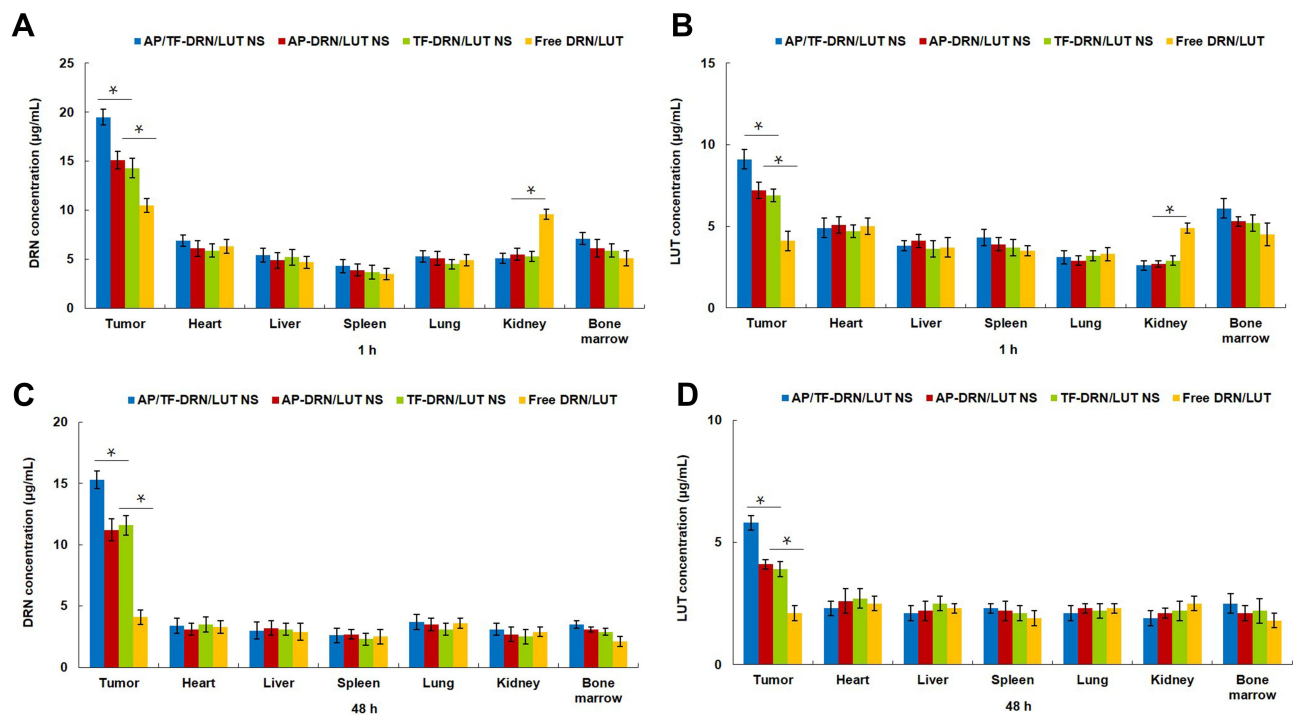 A
AP/TF-DRN/LUT NS AP-DRN/LUT NS TF-DRN/LUT NS Free DRN/LUT
DRN concentration (µg/mL)
25
20
15
10
5
0
*
*
*
Tumor Heart Liver Spleen Lung Kidney Bone
marrow
1 h
B
AP/TF-DRN/LUT NS AP-DRN/LUT NS TF-DRN/LUT NS Free DRN/LUT
LUT concentration (µg/mL)
15
10
5
0
*
*
*
Tumor Heart Liver Spleen Lung Kidney Bone
marrow
1 h
C
AP/TF-DRN/LUT NS AP-DRN/LUT NS TF-DRN/LUT NS Free DRN/LUT
DRN concentration (µg/mL)
20
15
10
5
0
*
*
Tumor Heart Liver Spleen Lung Kidney Bone
marrow
48 h
D
AP/TF-DRN/LUT NS AP-DRN/LUT NS TF-DRN/LUT NS Free DRN/LUT
LUT concentration (µg/mL)
10
5
0
*
*
Tumor Heart Liver Spleen Lung Kidney Bone
marrow
48 h